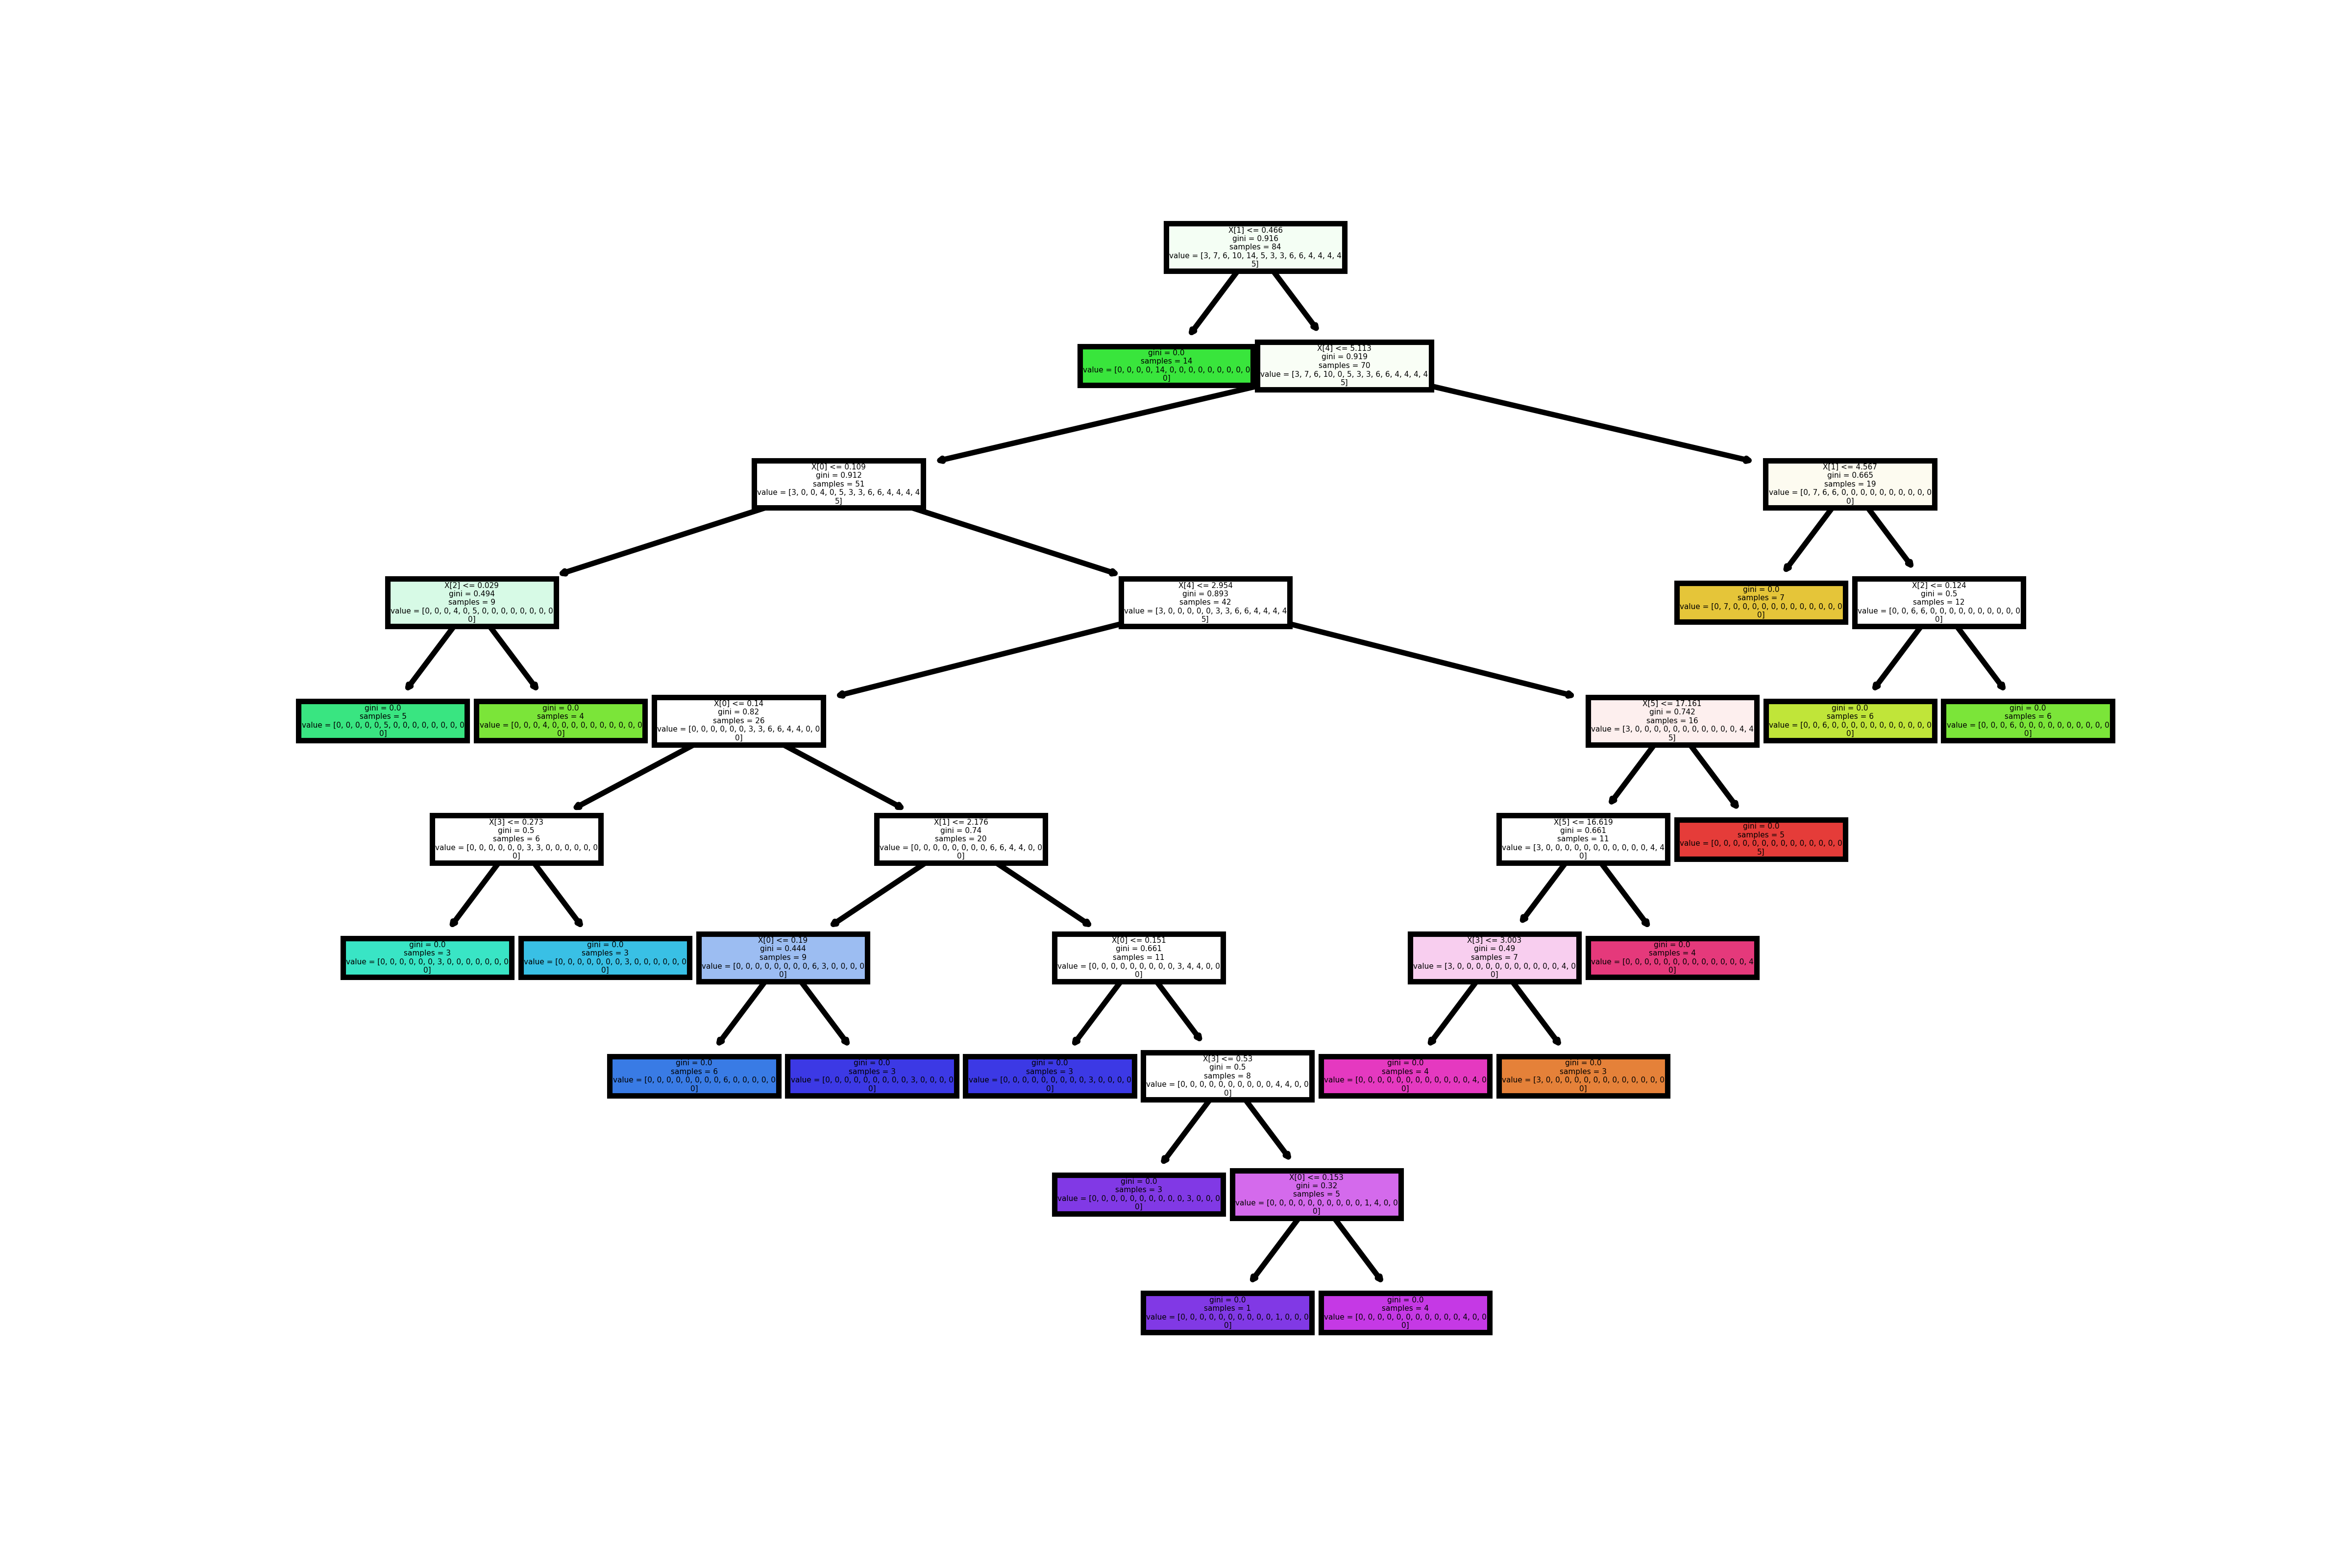 X[1] <= 0.466
gini = 0.916
samples = 84
value = [3, 7, 6, 10, 14, 5, 3, 3, 6, 6, 4, 4, 4, 4
5]
gini = 0.0
samples = 14
value = [0, 0, 0, 0, 14, 0, 0, 0, 0, 0, 0, 0, 0, 0
0]
X[4] <= 5.113
gini = 0.919
samples = 70
value = [3, 7, 6, 10, 0, 5, 3, 3, 6, 6, 4, 4, 4, 4
5]
X[0] <= 0.109
gini = 0.912
samples = 51
value = [3, 0, 0, 4, 0, 5, 3, 3, 6, 6, 4, 4, 4, 4
5]
X[1] <= 4.567
gini = 0.665
samples = 19
value = [0, 7, 6, 6, 0, 0, 0, 0, 0, 0, 0, 0, 0, 0
0]
X[2] <= 0.029
gini = 0.494
samples = 9
value = [0, 0, 0, 4, 0, 5, 0, 0, 0, 0, 0, 0, 0, 0
0]
X[4] <= 2.954
gini = 0.893
samples = 42
value = [3, 0, 0, 0, 0, 0, 3, 3, 6, 6, 4, 4, 4, 4
5]
gini = 0.0
samples = 7
value = [0, 7, 0, 0, 0, 0, 0, 0, 0, 0, 0, 0, 0, 0
0]
X[2] <= 0.124
gini = 0.5
samples = 12
value = [0, 0, 6, 6, 0, 0, 0, 0, 0, 0, 0, 0, 0, 0
0]
gini = 0.0
samples = 5
value = [0, 0, 0, 0, 0, 5, 0, 0, 0, 0, 0, 0, 0, 0
0]
gini = 0.0
samples = 4
value = [0, 0, 0, 4, 0, 0, 0, 0, 0, 0, 0, 0, 0, 0
0]
X[0] <= 0.14
gini = 0.82
samples = 26
value = [0, 0, 0, 0, 0, 0, 3, 3, 6, 6, 4, 4, 0, 0
0]
X[5] <= 17.161
gini = 0.742
samples = 16
value = [3, 0, 0, 0, 0, 0, 0, 0, 0, 0, 0, 0, 4, 4
5]
gini = 0.0
samples = 6
value = [0, 0, 6, 0, 0, 0, 0, 0, 0, 0, 0, 0, 0, 0
0]
gini = 0.0
samples = 6
value = [0, 0, 0, 6, 0, 0, 0, 0, 0, 0, 0, 0, 0, 0
0]
X[3] <= 0.273
gini = 0.5
samples = 6
value = [0, 0, 0, 0, 0, 0, 3, 3, 0, 0, 0, 0, 0, 0
0]
X[1] <= 2.176
gini = 0.74
samples = 20
value = [0, 0, 0, 0, 0, 0, 0, 0, 6, 6, 4, 4, 0, 0
0]
X[5] <= 16.619
gini = 0.661
samples = 11
value = [3, 0, 0, 0, 0, 0, 0, 0, 0, 0, 0, 0, 4, 4
0]
gini = 0.0
samples = 5
value = [0, 0, 0, 0, 0, 0, 0, 0, 0, 0, 0, 0, 0, 0
5]
gini = 0.0
samples = 3
value = [0, 0, 0, 0, 0, 0, 3, 0, 0, 0, 0, 0, 0, 0
0]
gini = 0.0
samples = 3
value = [0, 0, 0, 0, 0, 0, 0, 3, 0, 0, 0, 0, 0, 0
0]
X[0] <= 0.19
gini = 0.444
samples = 9
value = [0, 0, 0, 0, 0, 0, 0, 0, 6, 3, 0, 0, 0, 0
0]
X[0] <= 0.151
gini = 0.661
samples = 11
value = [0, 0, 0, 0, 0, 0, 0, 0, 0, 3, 4, 4, 0, 0
0]
X[3] <= 3.003
gini = 0.49
samples = 7
value = [3, 0, 0, 0, 0, 0, 0, 0, 0, 0, 0, 0, 4, 0
0]
gini = 0.0
samples = 4
value = [0, 0, 0, 0, 0, 0, 0, 0, 0, 0, 0, 0, 0, 4
0]
gini = 0.0
samples = 6
value = [0, 0, 0, 0, 0, 0, 0, 0, 6, 0, 0, 0, 0, 0
0]
gini = 0.0
samples = 3
value = [0, 0, 0, 0, 0, 0, 0, 0, 0, 3, 0, 0, 0, 0
0]
gini = 0.0
samples = 3
value = [0, 0, 0, 0, 0, 0, 0, 0, 0, 3, 0, 0, 0, 0
0]
X[3] <= 0.53
gini = 0.5
samples = 8
value = [0, 0, 0, 0, 0, 0, 0, 0, 0, 0, 4, 4, 0, 0
0]
gini = 0.0
samples = 4
value = [0, 0, 0, 0, 0, 0, 0, 0, 0, 0, 0, 0, 4, 0
0]
gini = 0.0
samples = 3
value = [3, 0, 0, 0, 0, 0, 0, 0, 0, 0, 0, 0, 0, 0
0]
gini = 0.0
samples = 3
value = [0, 0, 0, 0, 0, 0, 0, 0, 0, 0, 3, 0, 0, 0
0]
X[0] <= 0.153
gini = 0.32
samples = 5
value = [0, 0, 0, 0, 0, 0, 0, 0, 0, 0, 1, 4, 0, 0
0]
gini = 0.0
samples = 1
value = [0, 0, 0, 0, 0, 0, 0, 0, 0, 0, 1, 0, 0, 0
0]
gini = 0.0
samples = 4
value = [0, 0, 0, 0, 0, 0, 0, 0, 0, 0, 0, 4, 0, 0
0]